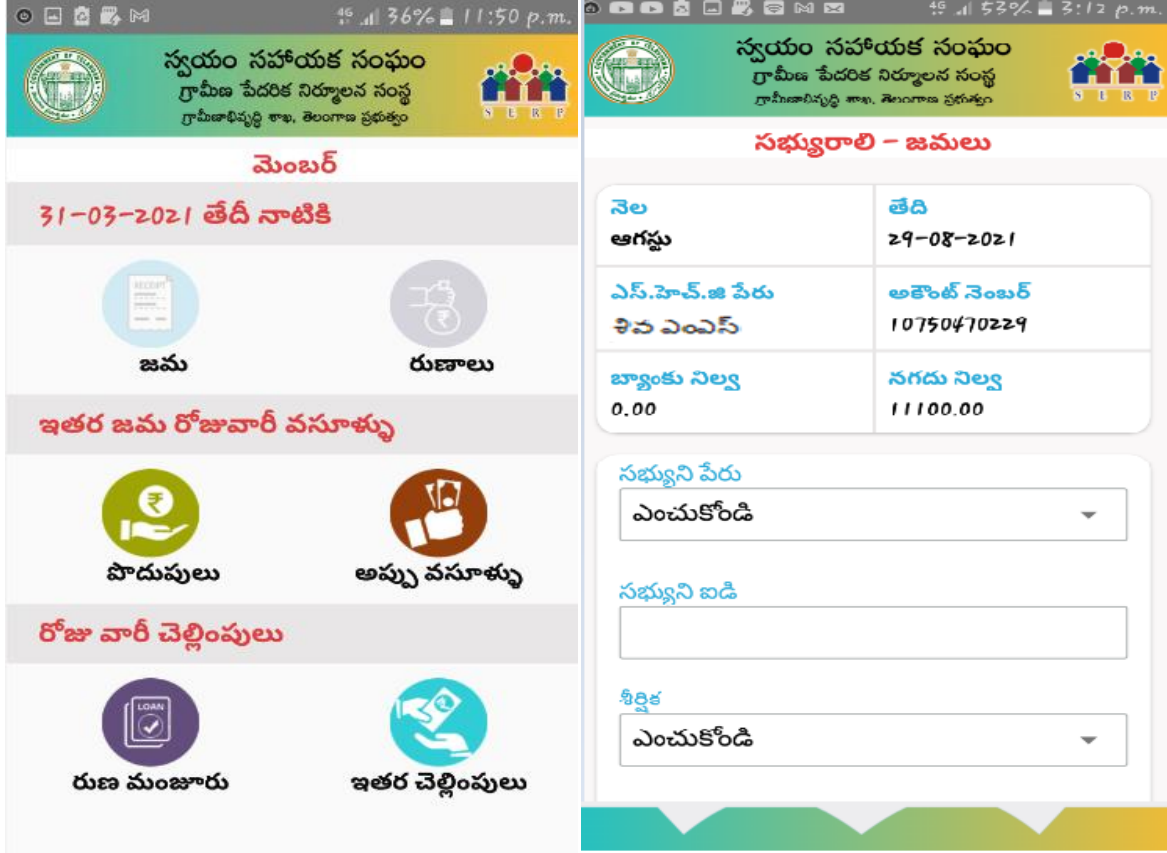 4G 36% 11:50 p.m.
స్వయం సహాయక సంఘం
గ్రామీణ పేదరిక నిర్మూలన సంస్థ
గ్రామీణాభివృద్ధి శాఖ, తెలంగాణ ప్రభుత్వం
S E R P
మెంబర్
31-03-2021 తేదీ నాటికి
RECEIPT
జమ
రుణాలు
ఇతర జమ రోజువారీ వసూళ్ళు
పొదుపులు
అప్పు వసూళ్ళు
రోజు వారీ చెల్లింపులు
LOAN
రుణ మంజూరు
ఇతర చెల్లింపులు
4G 53% 3:12 p.m.
స్వయం సహాయక సంఘం
గ్రామీణ పేదరిక నిర్మూలన సంస్థ
గ్రామీణాభివృద్ధి శాఖ, తెలంగాణ ప్రభుత్వం
S E R P
సభ్యురాలి - జమలు
నెల
తేది
ఆగస్టు
29-08-2021
ఎస్.హెచ్.జి పేరు
అకౌంట్ నెంబర్
శివ ఎంఎస్
10750470229
బ్యాంకు నిల్వ
నగదు నిల్వ
0.00
11100.00
సభ్యుని పేరు
ఎంచుకోండి
సభ్యుని ఐడి
శీర్షిక
ఎంచుకోండి